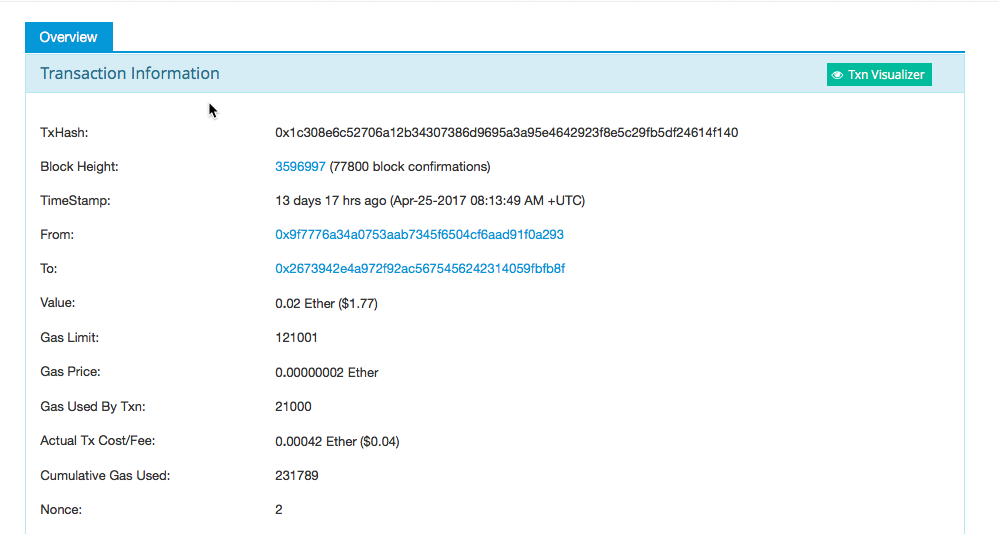 Overview
Transaction Information
Txn Visualizer
TxHash: 0x1c308e6c52706a12b34307386d9695a3a95e4642923f8e5c29fb5df24614f140
Block Height: 3596997 (77800 block confirmations)
TimeStamp: 13 days 17 hrs ago (Apr-25-2017 08:13:49 AM +UTC)
From: 0x9f7776a34a0753aab7345f6504cf6aad91f0a293
To: 0x2673942e4a972f92ac5675456242314059fbfb8f
Value: 0.02 Ether ($1.77)
Gas Limit: 121001
Gas Price: 0.00000002 Ether
Gas Used By Txn: 21000
Actual Tx Cost/Fee: 0.00042 Ether ($0.04)
Cumulative Gas Used: 231789
Nonce: 2